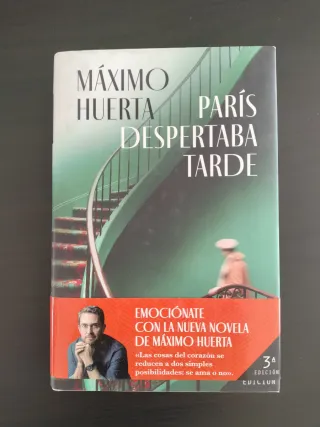 MÁXIMO
HUERTA
PARÍS
DESPERTABA
TARDE
EMOCIÓNATE
CON LA NUEVA NOVELA
DE MÁXIMO HUERTA
«Las cosas del corazón se
reducen a dos simples
posibilidades: se ama o no».
3ª
EDICIÓN